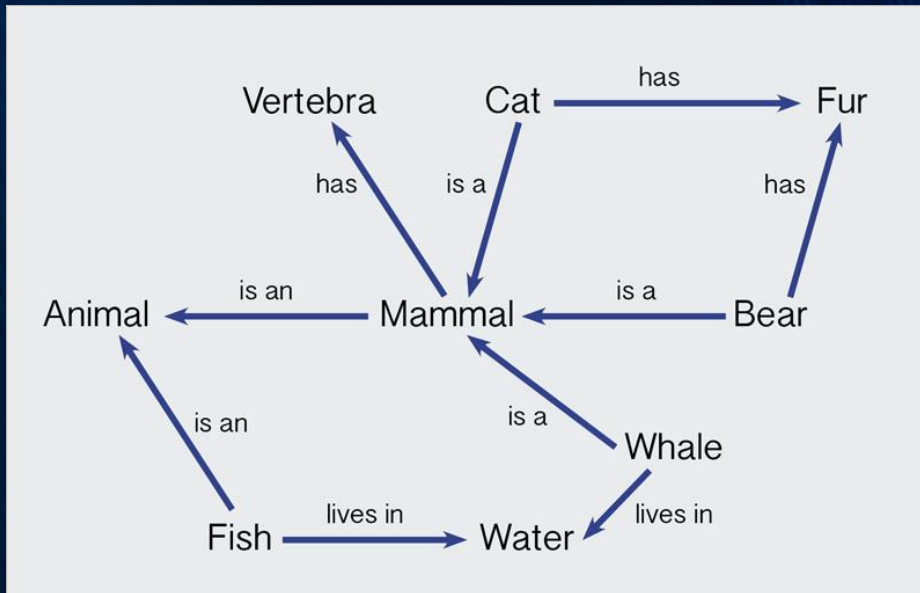 has
Vertebra
Cat
Fur
has
is a
has
is an
is a
Animal
Mammal
Bear
is an
is a
Whale
lives in
lives in
Fish
Water